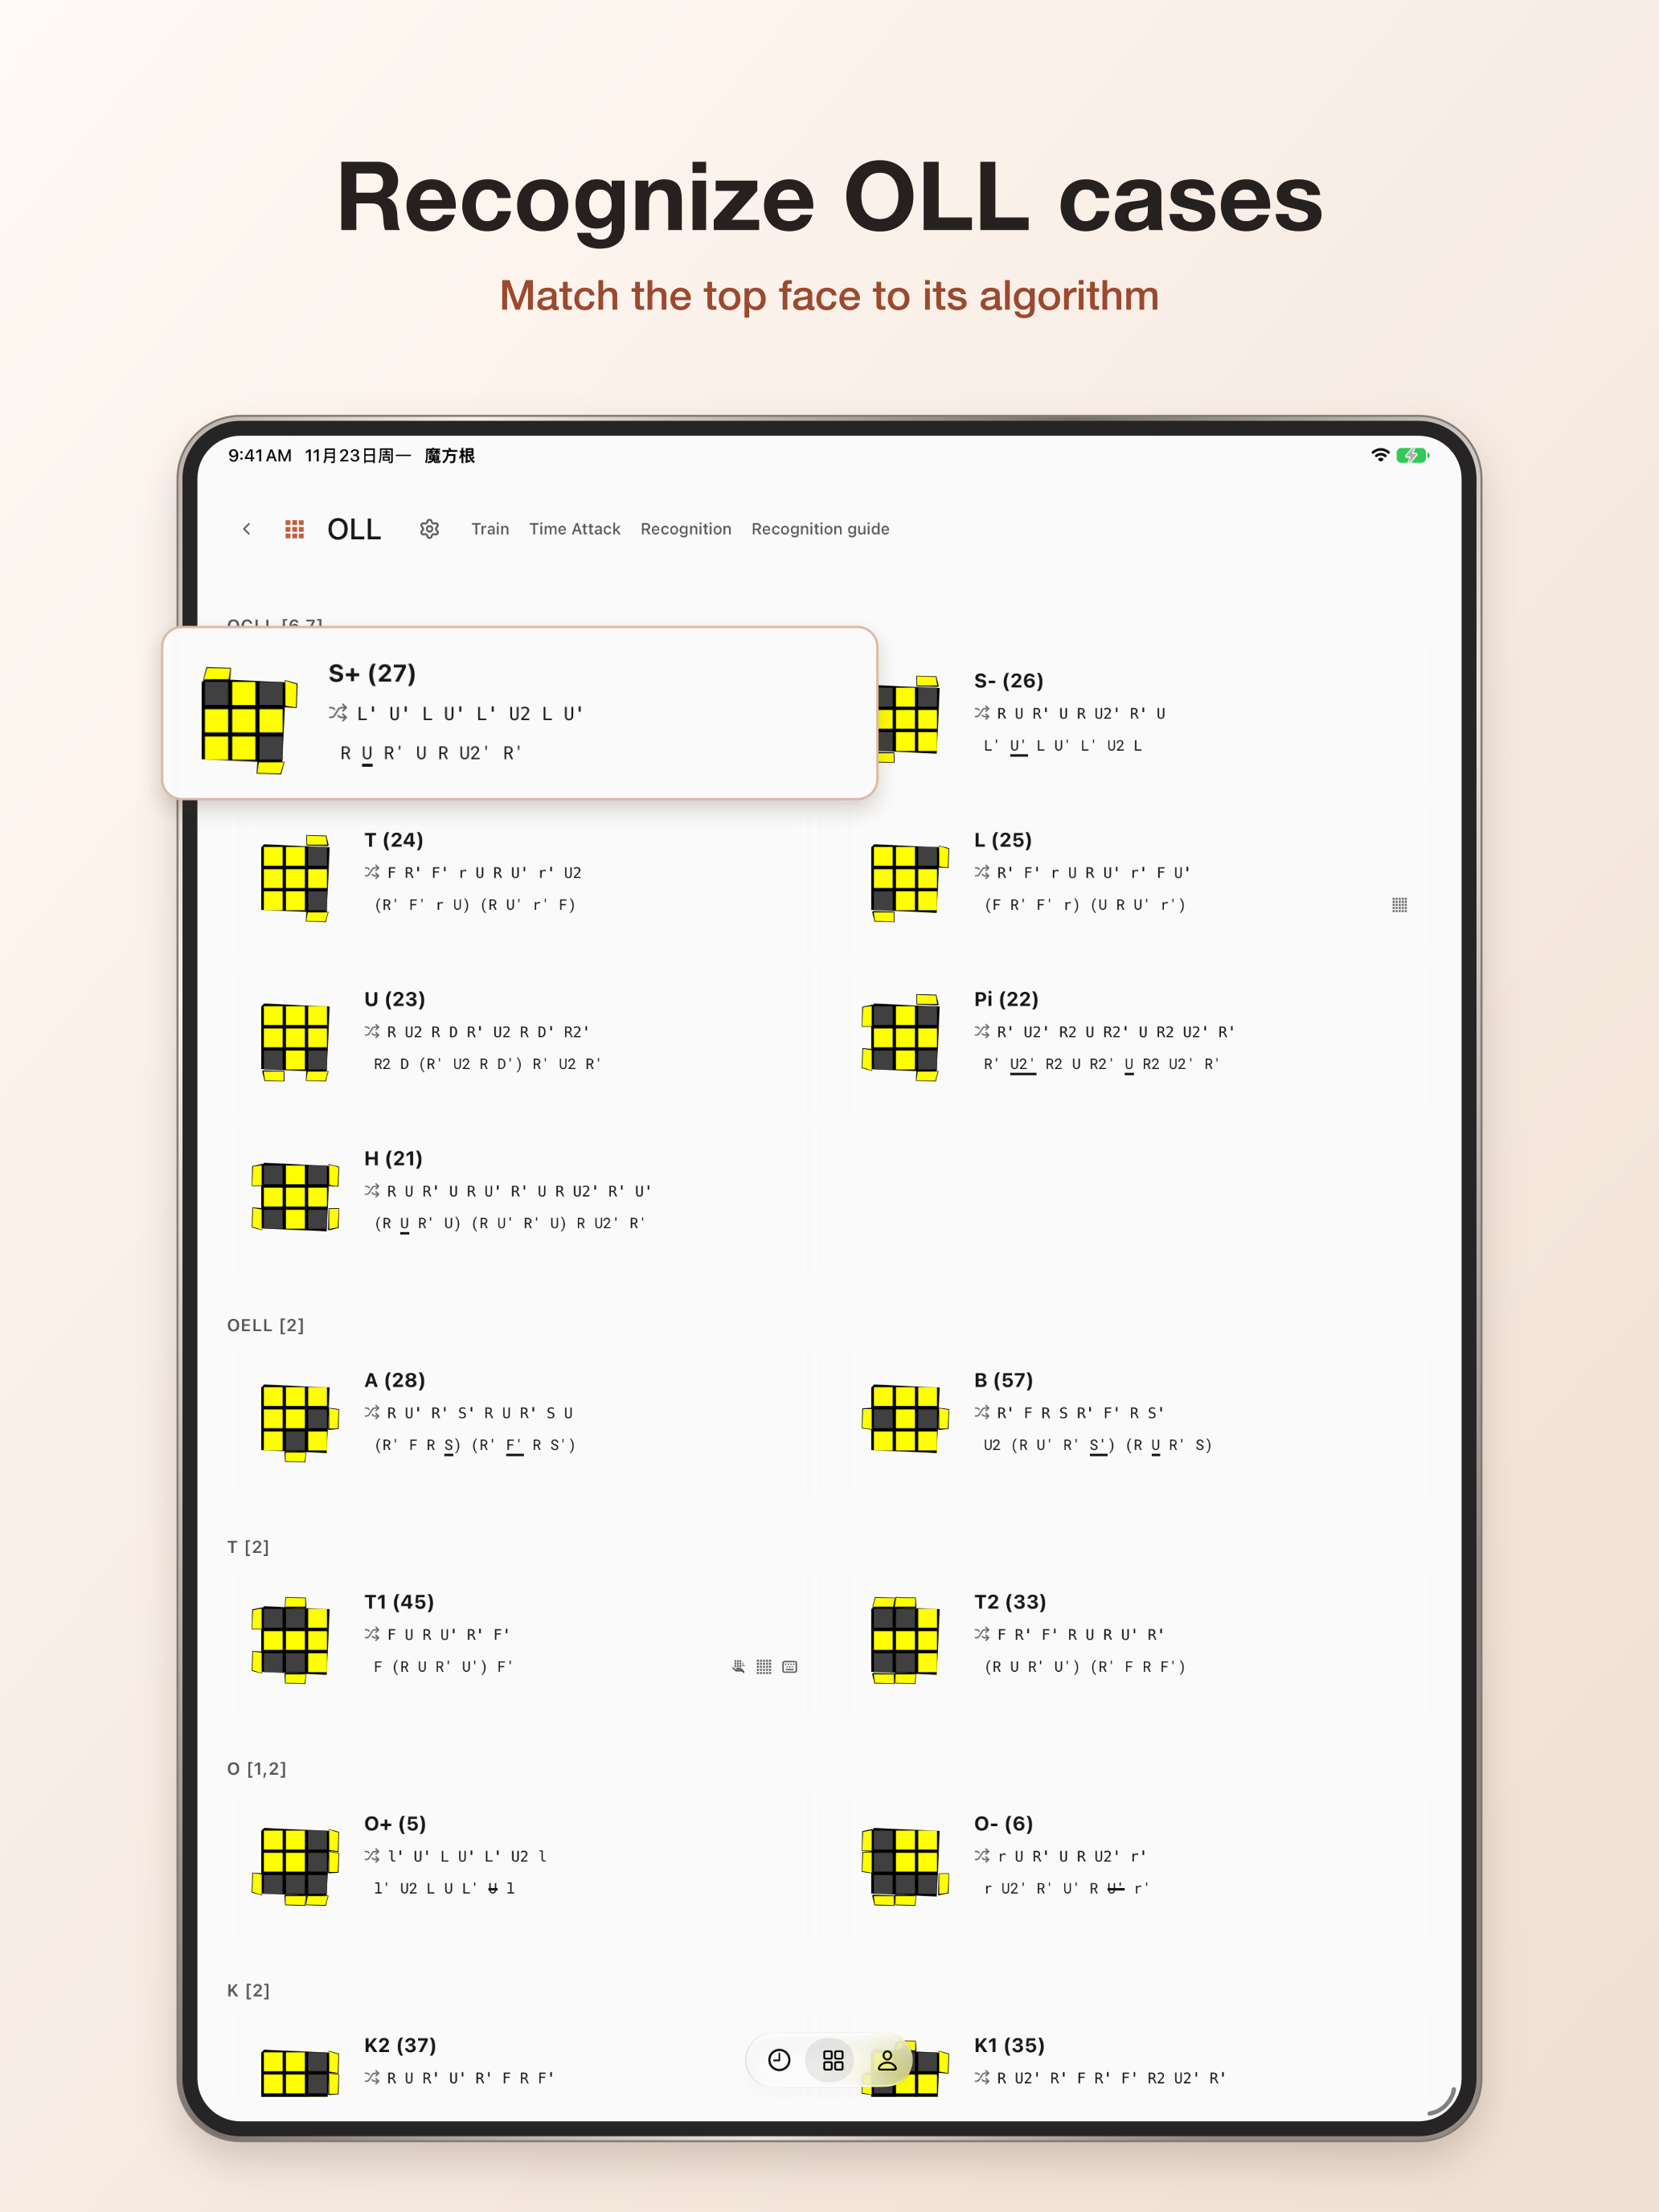 Recognize OLL cases
Match the top face to its algorithm
9:41 AM 11月23日周一 魔方根
OLL Train Time Attack Recognition Recognition guide
OCLL [6,7]
S+ (27)
L' U' L U' L' U2 L U'
R U R' U R U2' R'
S- (26)
R U R' U R U2' R' U
L' U' L U' L' U2 L
T (24)
F R' F' r U R U' r' U2
(R' F' r U) (R U' r' F)
L (25)
R' F' r U R U' r' F U'
(F R' F' r) (U R U' r')
U (23)
R U2 R D R' U2 R D' R2'
R2 D (R' U2 R D') R' U2 R'
Pi (22)
R' U2' R2 U R2' U R2 U2' R'
R' U2' R2 U R2' U R2 U2' R'
H (21)
R U R' U R U' R' U R U2' R' U'
(R U R' U) (R U' R' U) R U2' R'
OELL [2]
A (28)
R U' R' S' R U R' S U
(R' F R S) (R' F' R S')
B (57)
R' F R S R' F' R S'
U2 (R U' R' S') (R U R' S)
T [2]
T1 (45)
F U R U' R' F'
F (R U R' U') F'
T2 (33)
F R' F' R U R U' R'
(R U R' U') (R' F R F')
O [1,2]
O+ (5)
l' U' L U' L' U2 l
l' U2 L U L' U l
O- (6)
r U R' U R U2' r'
r U2' R' U' R U' r'
K [2]
K2 (37)
R U R' U' R' F R F'
K1 (35)
R U2' R' F R' F' R2 U2' R'